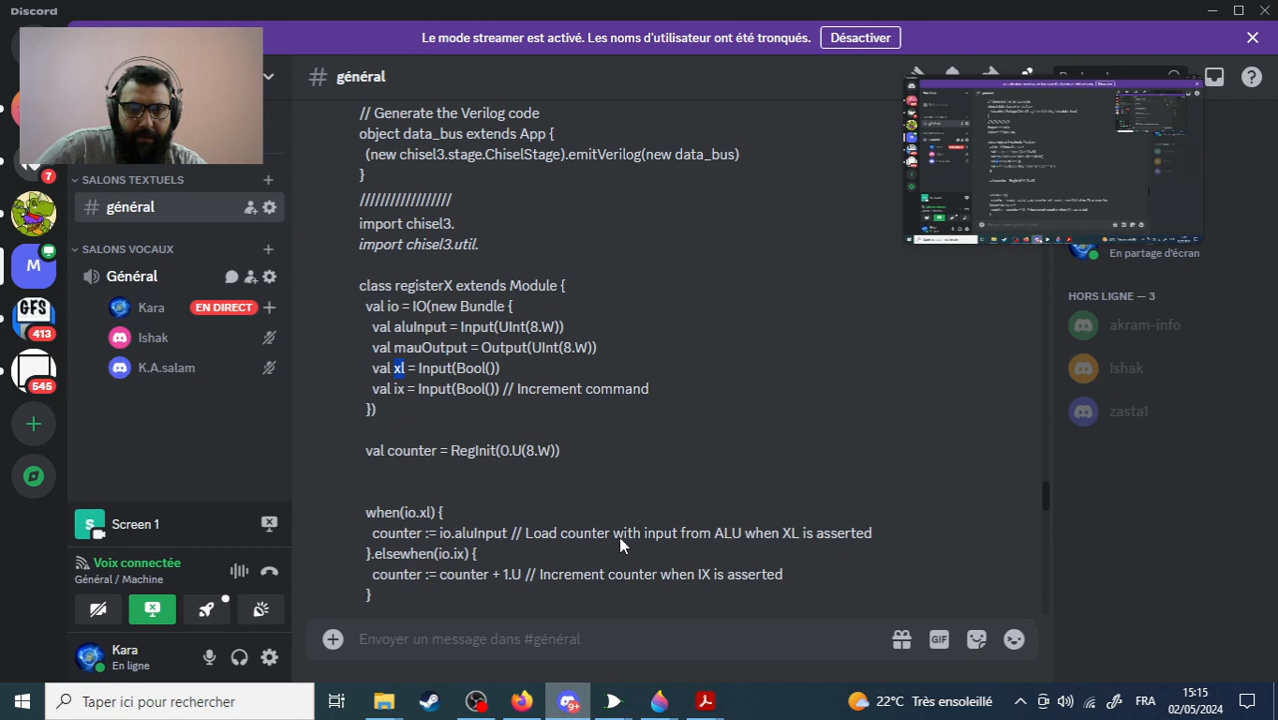 Discord
Le mode streamer est activé. Les noms d'utilisateur ont été tronqués.
Désactiver
# général
7
413
545
M
GFS
SALONS TEXTUELS
# général
SALONS VOCAUX
Général
Kara EN DIRECT
Ishak
K.A.salam
Screen 1
Voix connectée
Général / Machine
Kara
En ligne
// Generate the Verilog code
object data_bus extends App {
(new chisel3.stage.ChiselStage).emitVerilog(new data_bus)
}
//////////////////
import chisel3.
import chisel3.util.
class registerX extends Module {
val io = IO(new Bundle {
val aluInput = Input(UInt(8.W))
val mauOutput = Output(UInt(8.W))
val xl = Input(Bool())
val ix = Input(Bool()) // Increment command
})
val counter = RegInit(0.U(8.W))
when(io.xl) {
counter := io.aluInput // Load counter with input from ALU when XL is asserted
}.elsewhen(io.ix) {
counter := counter + 1.U // Increment counter when IX is asserted
}
Envoyer un message dans #général
GIF
En partage d'écran
HORS LIGNE — 3
akram-info
Ishak
zasta1
Taper ici pour rechercher
9+
22°C Très ensoleillé
FRA
15:15
02/05/2024